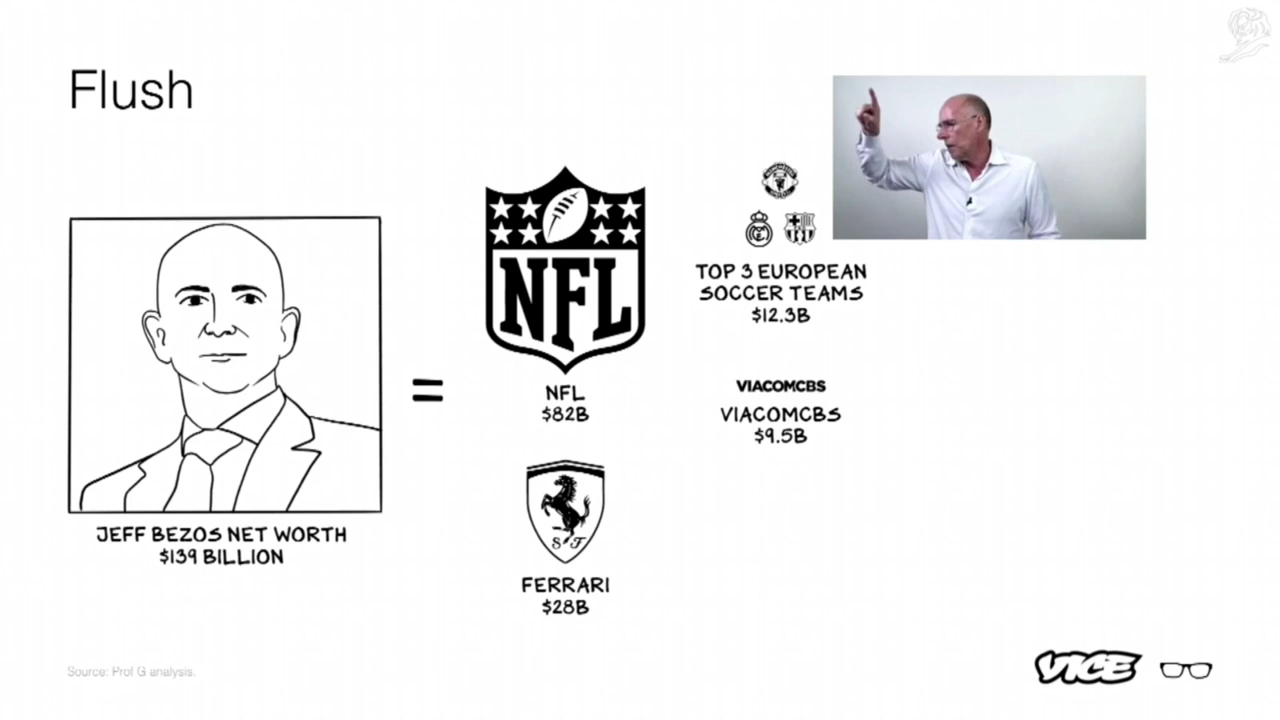 Flush
JEFF BEZOS NET WORTH
$139 BILLION
=
NFL
NFL
$82B
FERRARI
$28B
TOP 3 EUROPEAN
SOCCER TEAMS
$12.3B
VIACOMCBS
VIACOMCBS
$9.5B
S F
Source: Prof G analysis.
VICE